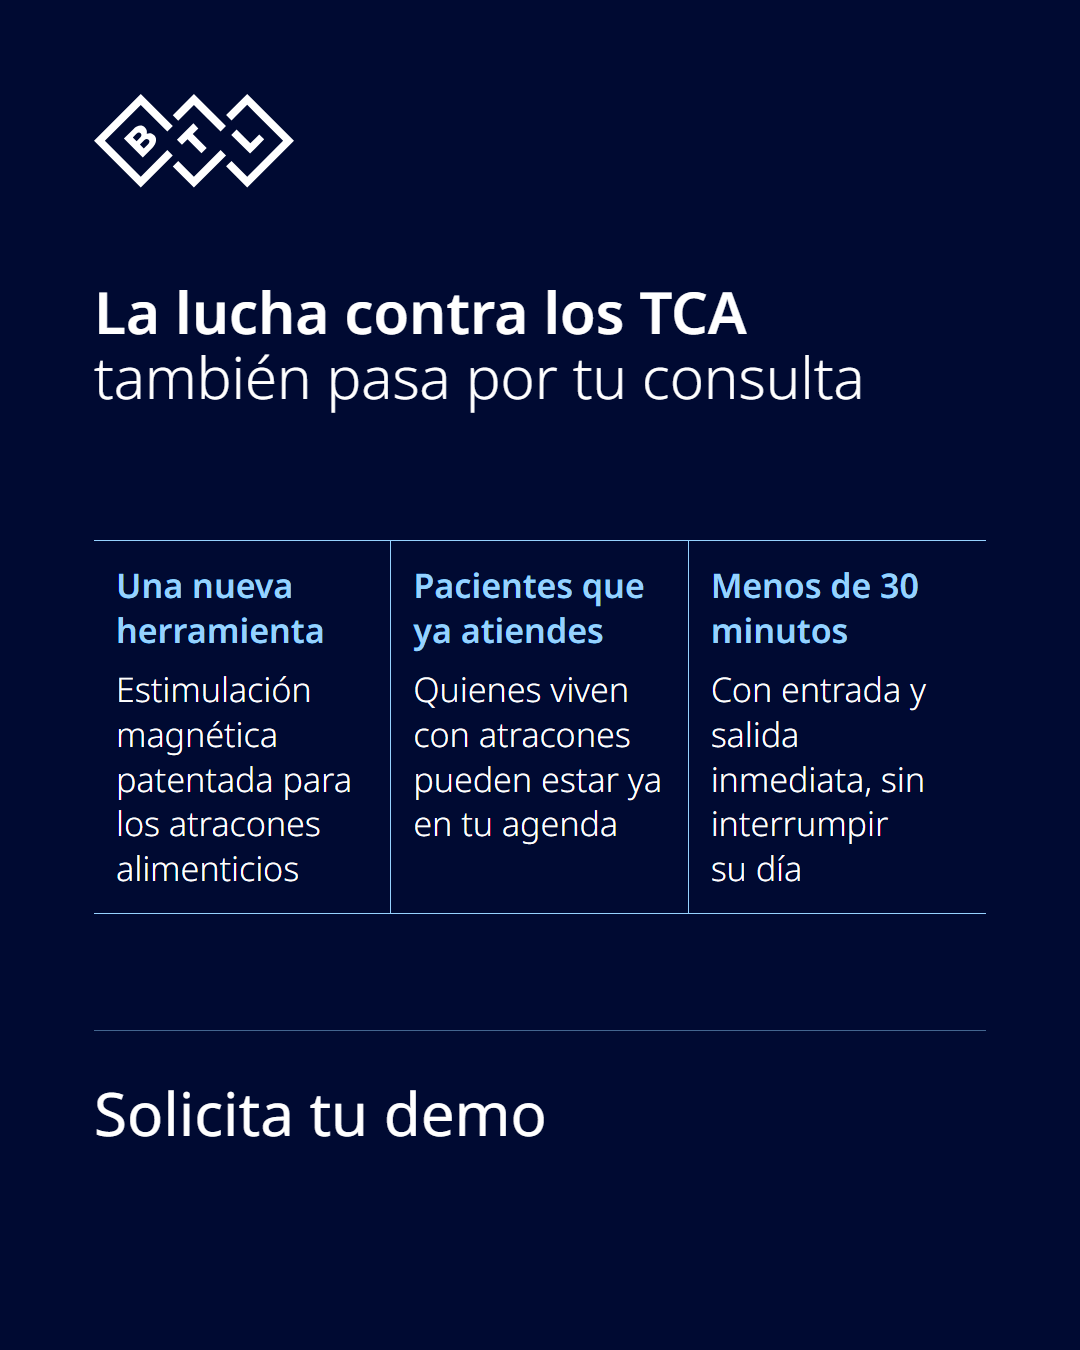 BTL
La lucha contra los TCA
también pasa por tu consulta
Una nueva
herramienta
Estimulación
magnética
patentada para
los atracones
alimenticios
Pacientes que
ya atiendes
Quienes viven
con atracones
pueden estar ya
en tu agenda
Menos de 30
minutos
Con entrada y
salida
inmediata, sin
interrumpir
su día
Solicita tu demo